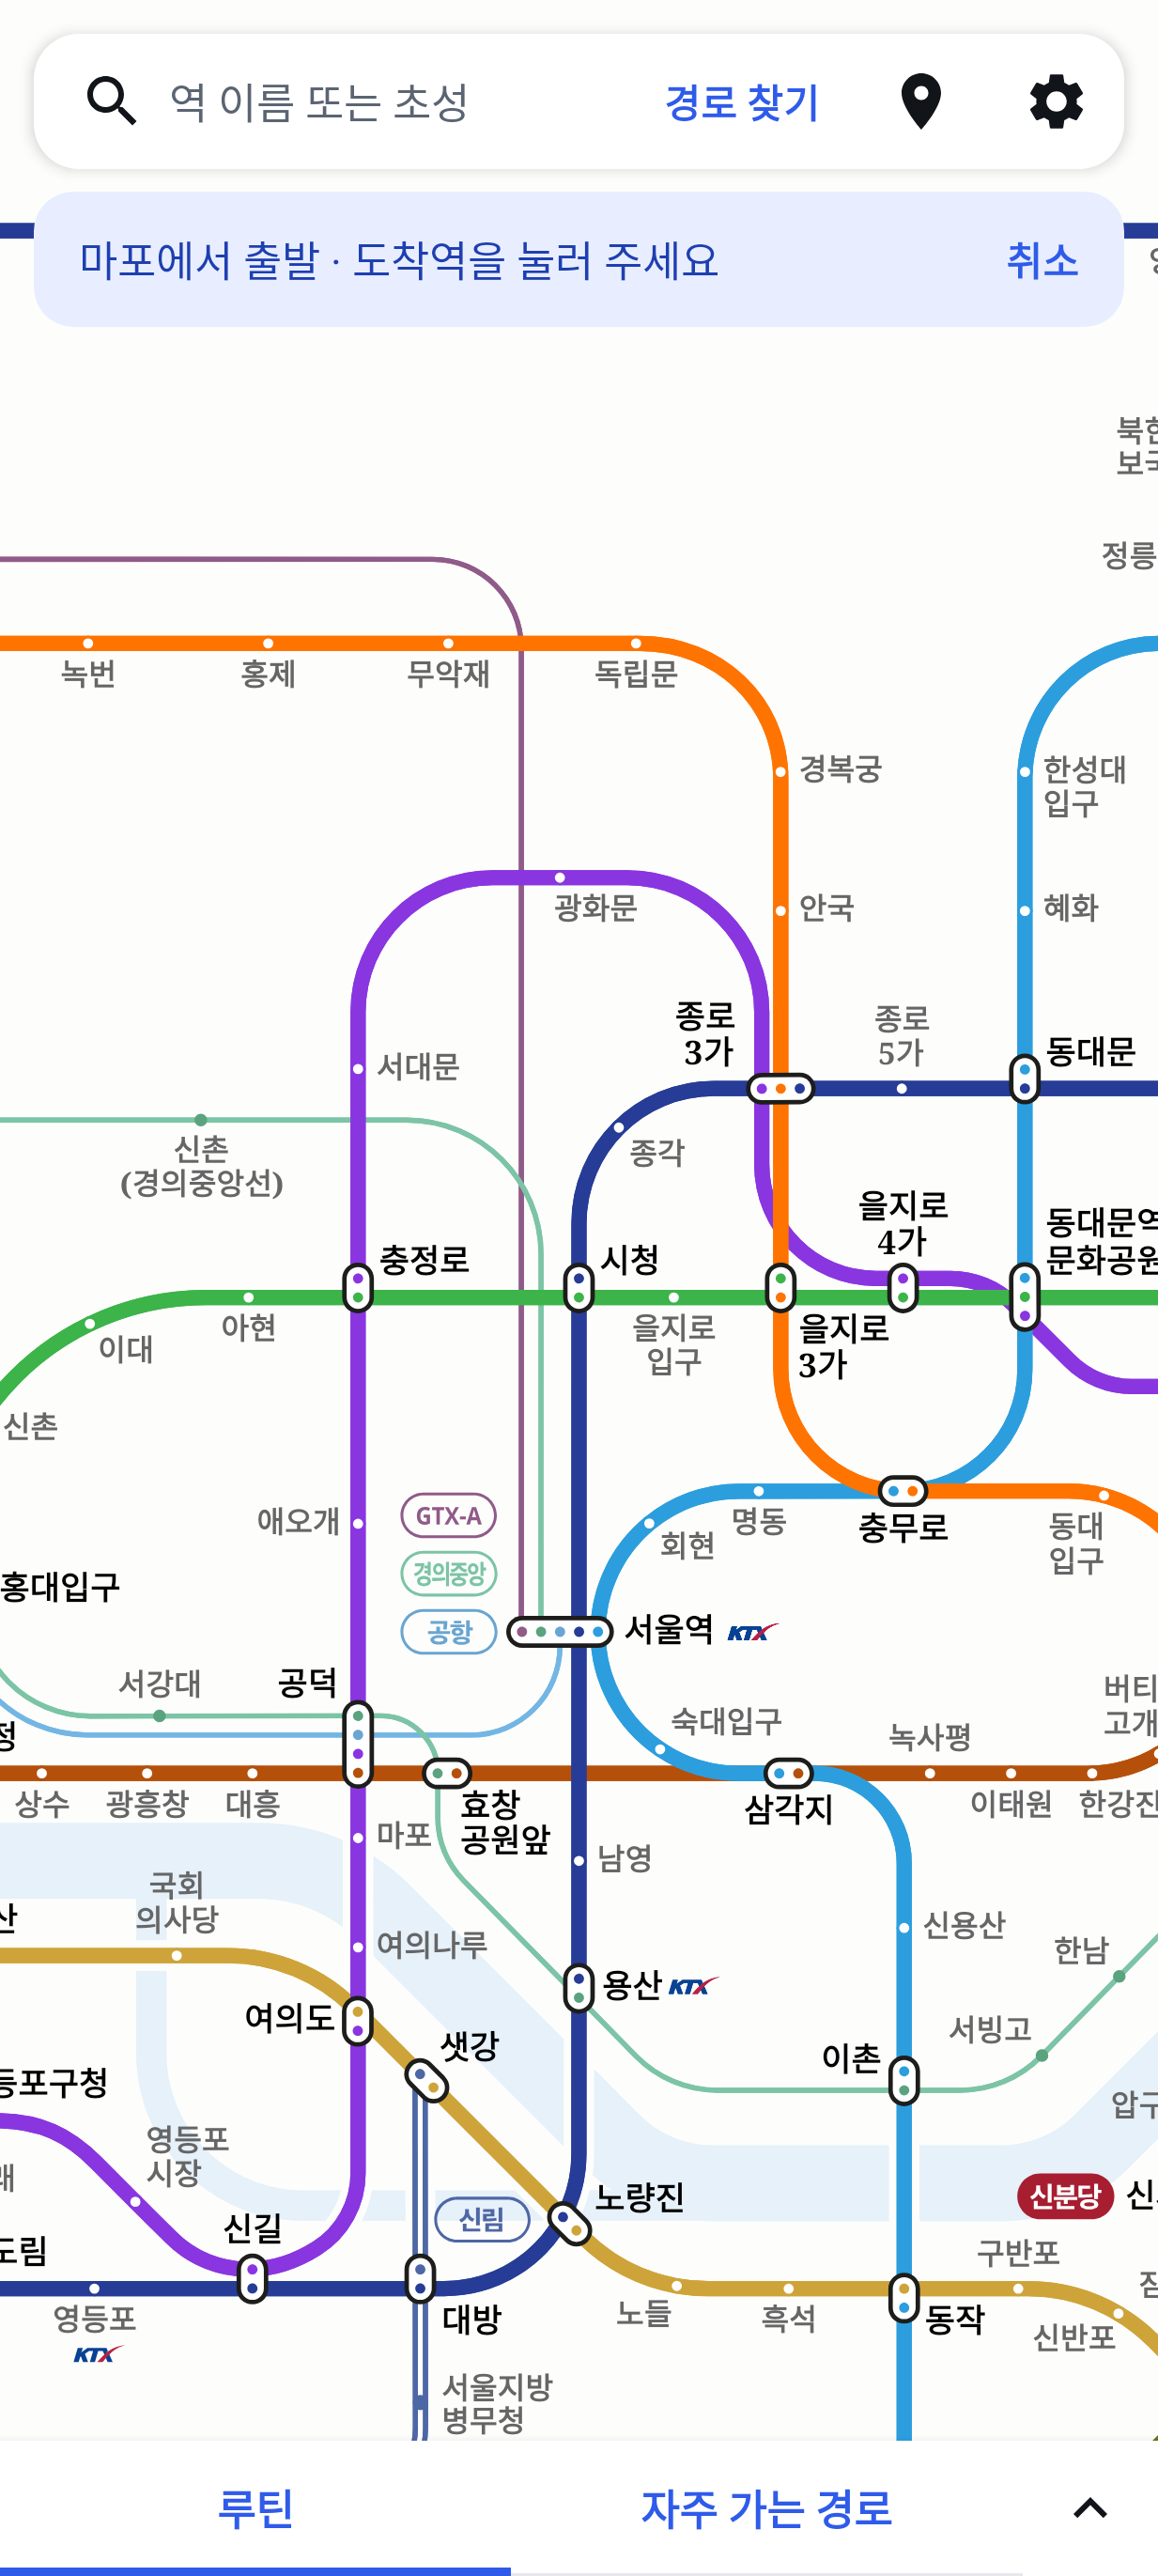 역 이름 또는 초성
경로 찾기
마포에서 출발 · 도착역을 눌러 주세요
취소
정릉
녹번
홍제
무악재
독립문
경복궁
한성대
입구
광화문
안국
혜화
종로
3가
종로
5가
동대문
서대문
종각
신촌
(경의중앙선)
을지로
4가
충정로
시청
이대
아현
을지로
입구
을지로
3가
신촌
애오개
GTX-A
경의중앙
공항
회현
명동
충무로
동대
입구
홍대입구
서울역
KTX
서강대
공덕
숙대입구
녹사평
버티
고개
상수
광흥창
대흥
효창
공원앞
삼각지
이태원
한강진
마포
남영
국회
의사당
여의나루
신용산
한남
여의도
용산
KTX
샛강
서빙고
이촌
등포구청
영등포
시장
신길
신림
노량진
신분당
구반포
영등포
KTX
대방
노들
흑석
동작
신반포
서울지방
병무청
루틴
자주 가는 경로